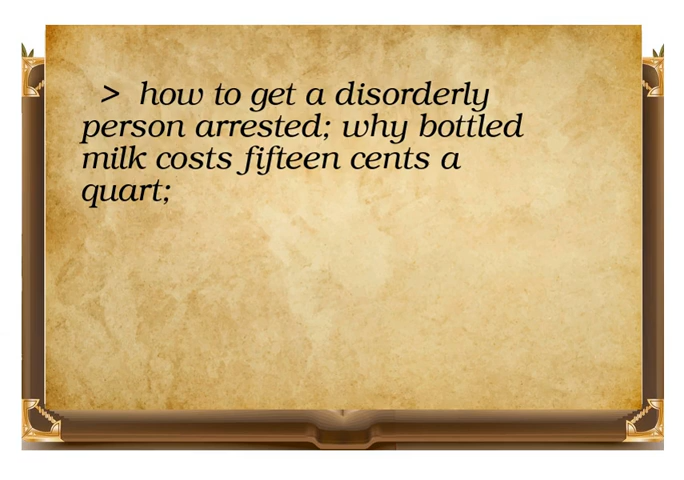 > how to get a disorderly
person arrested; why bottled
milk costs fifteen cents a
quart;